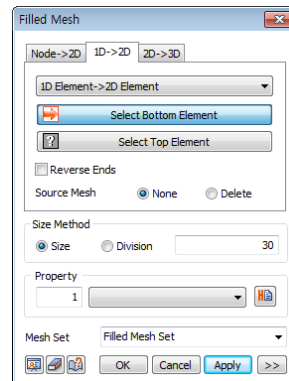 Filled Mesh
Node->2D 1D->2D 2D->3D
1D Element->2D Element
Select Bottom Element
Select Top Element
Reverse Ends
Source Mesh None Delete
Size Method
Size Division 30
Property
1
Mesh Set Filled Mesh Set
OK Cancel Apply >>